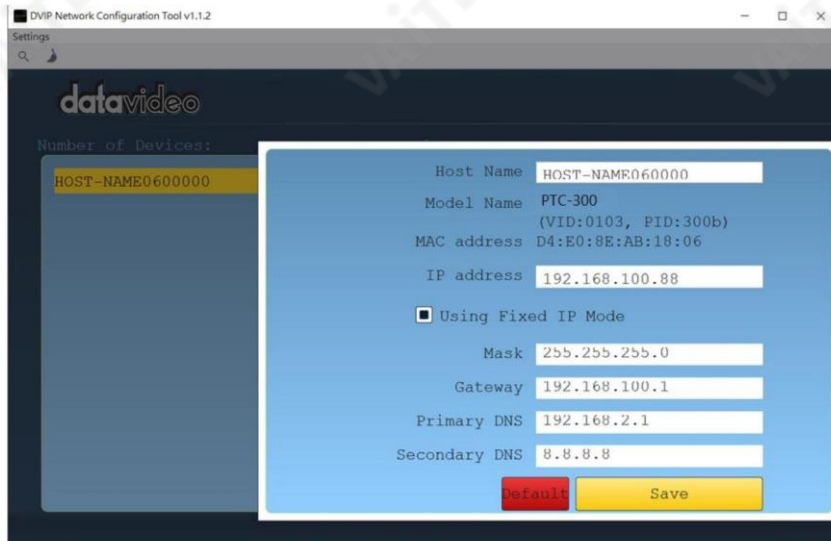 DVIP Network Configuration Tool v1.1.2
Settings
datavideo
Number of Devices:
HOST-NAME0600000
Host Name HOST-NAME060000
Model Name PTC-300
(VID:0103, PID:300b)
MAC address D4:E0:8E:AB:18:06
IP address 192.168.100.88
Using Fixed IP Mode
Mask 255.255.255.0
Gateway 192.168.100.1
Primary DNS 192.168.2.1
Secondary DNS 8.8.8.8
Default Save